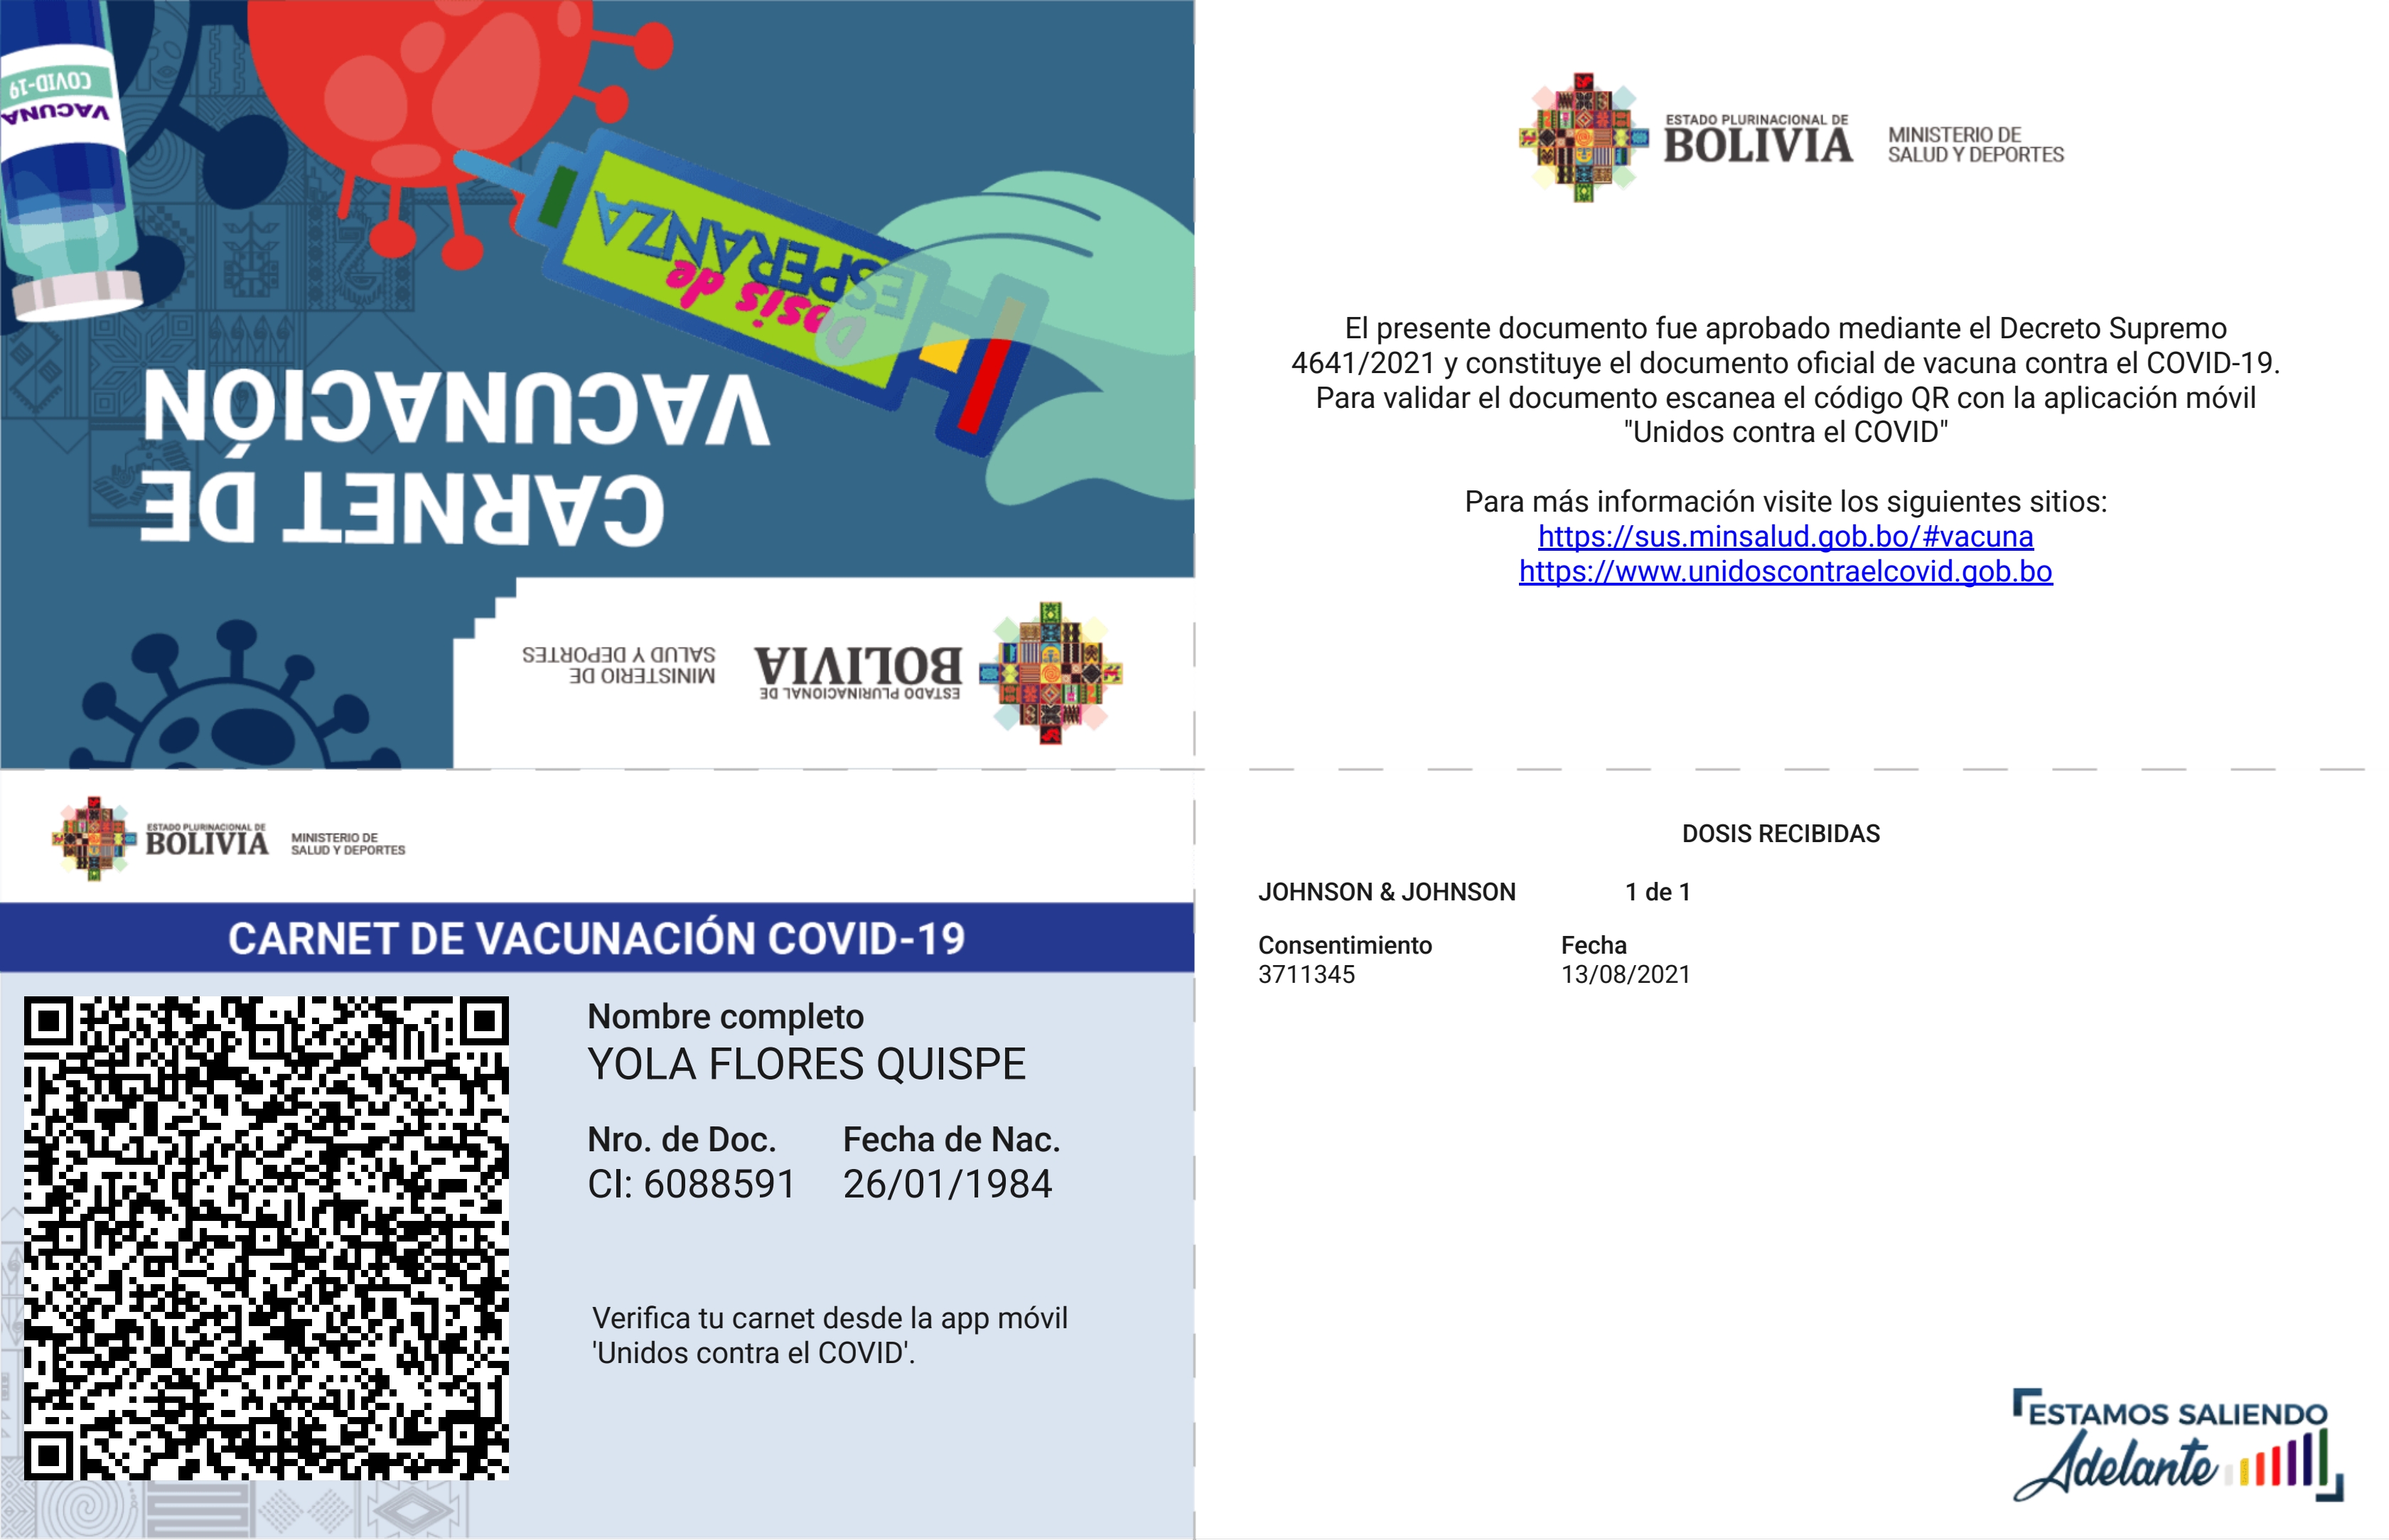 COVID-19
VACUNA
Dosis de
ESPERANZA
CARNET DE
VACUNACIÓN
ESTADO PLURINACIONAL DE
BOLIVIA
MINISTERIO DE
SALUD Y DEPORTES
ESTADO PLURINACIONAL DE
BOLIVIA
MINISTERIO DE
SALUD Y DEPORTES
El presente documento fue aprobado mediante el Decreto Supremo
4641/2021 y constituye el documento oficial de vacuna contra el COVID-19.
Para validar el documento escanea el código QR con la aplicación móvil
"Unidos contra el COVID"
Para más información visite los siguientes sitios:
https://sus.minsalud.gob.bo/#vacuna
https://www.unidoscontraelcovid.gob.bo
ESTADO PLURINACIONAL DE
BOLIVIA
MINISTERIO DE
SALUD Y DEPORTES
CARNET DE VACUNACIÓN COVID-19
Nombre completo
YOLA FLORES QUISPE
Nro. de Doc. Fecha de Nac.
CI: 6088591 26/01/1984
Verifica tu carnet desde la app móvil
'Unidos contra el COVID'.
DOSIS RECIBIDAS
JOHNSON & JOHNSON 1 de 1
Consentimiento Fecha
3711345 13/08/2021
ESTAMOS SALIENDO
Adelante